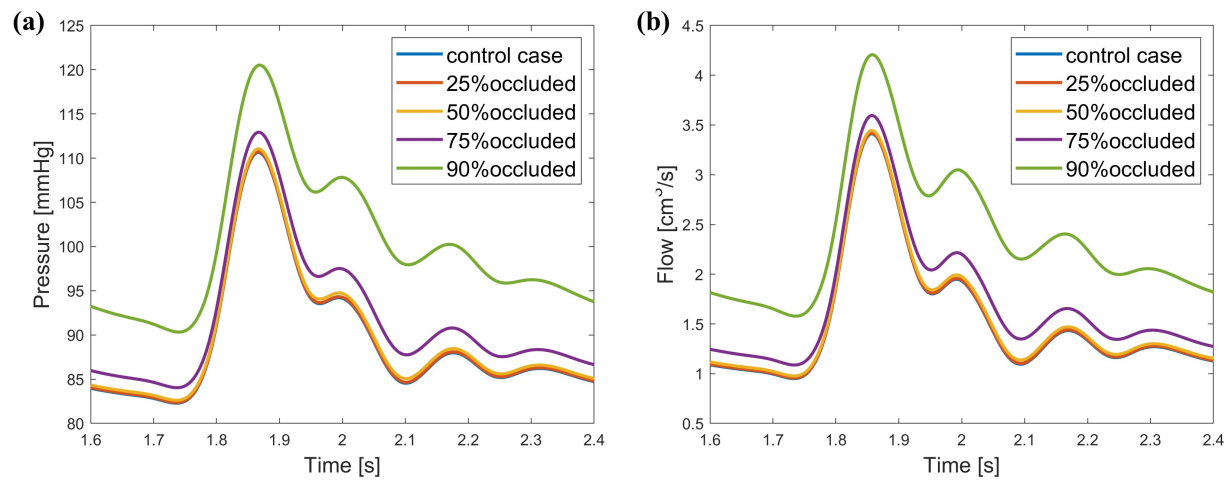 (a)
125
120
115
110
105
100
95
90
85
80
Pressure [mmHg]
control case
25%occluded
50%occluded
75%occluded
90%occluded
1.6 1.7 1.8 1.9 2 2.1 2.2 2.3 2.4
Time [s]
(b)
4.5
4
3.5
3
2.5
2
1.5
1
0.5
Flow [cm³/s]
control case
25%occluded
50%occluded
75%occluded
90%occluded
1.6 1.7 1.8 1.9 2 2.1 2.2 2.3 2.4
Time [s]